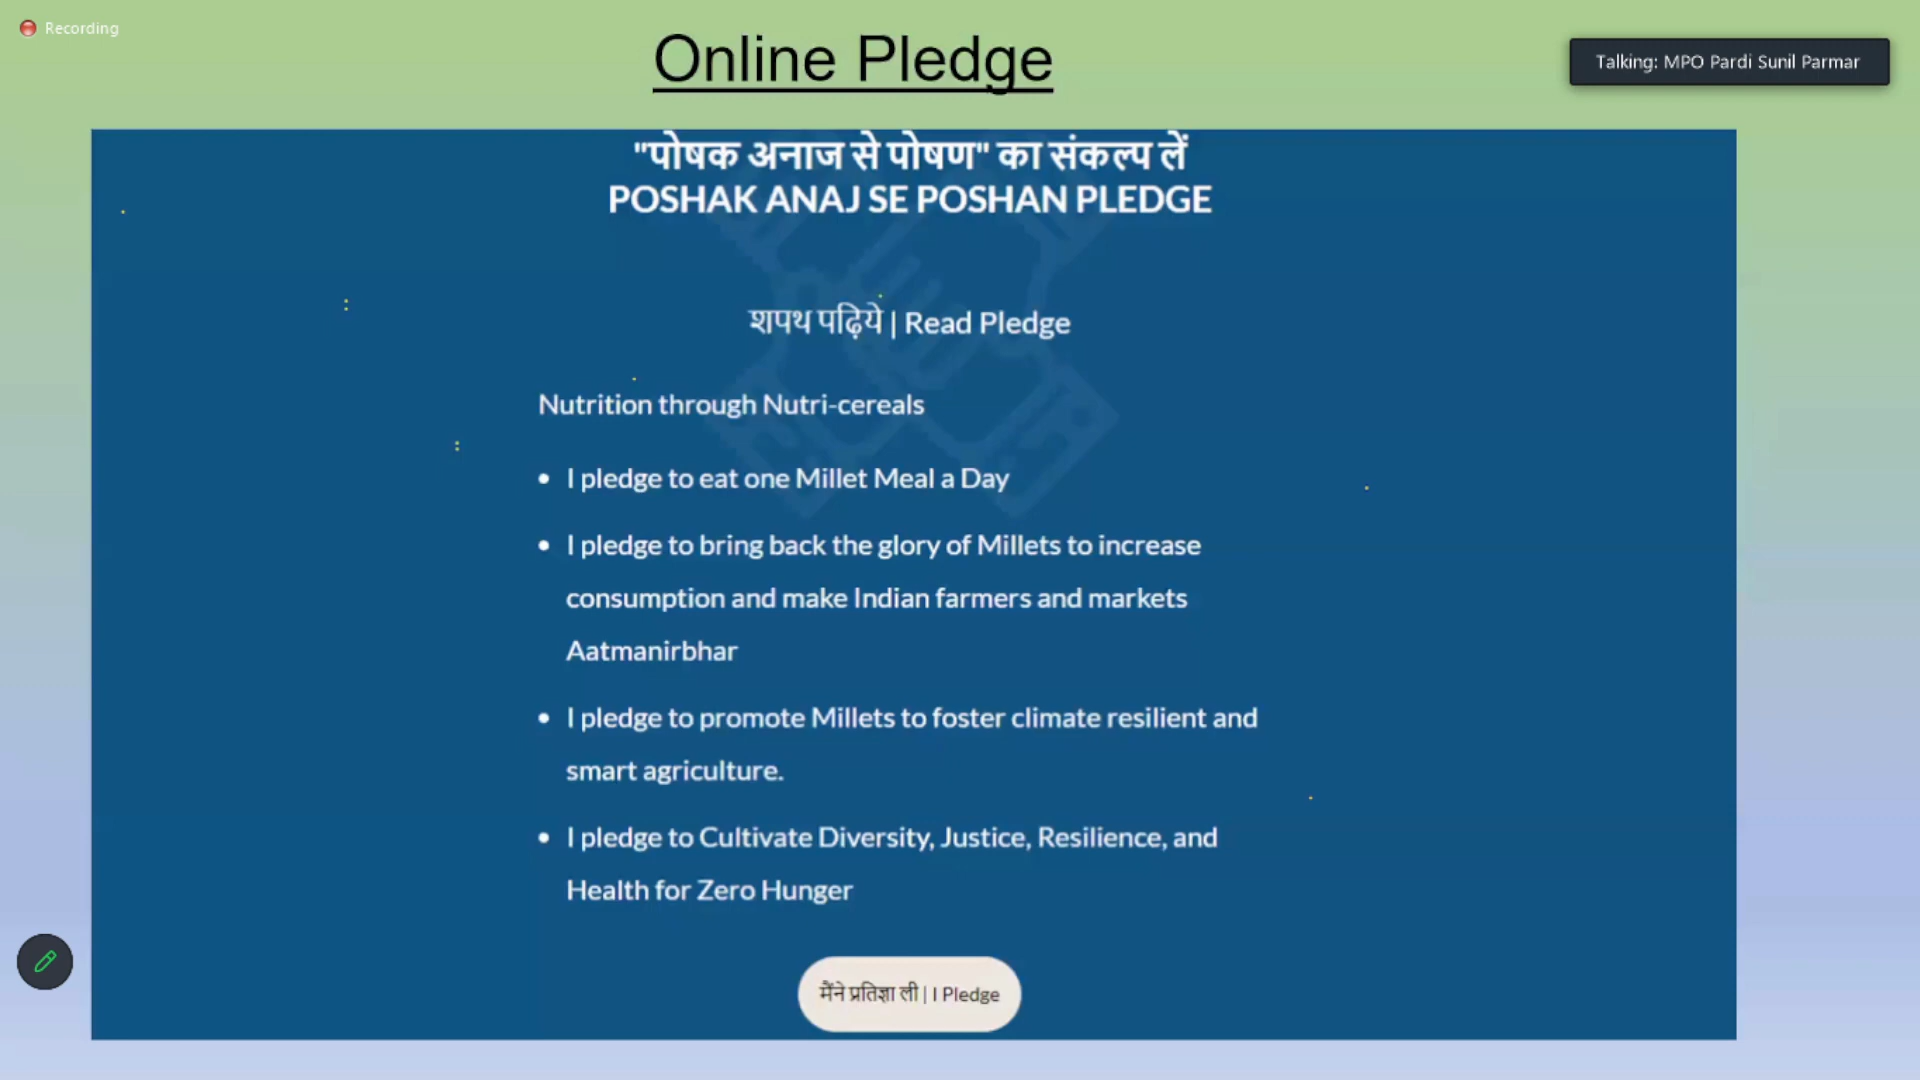 Recording
Online Pledge
Talking: MPO Pardi Sunil Parmar
"पोषक अनाज से पोषण" का संकल्प लें
POSHAK ANAJ SE POSHAN PLEDGE
शपथ पढ़िये | Read Pledge
Nutrition through Nutri-cereals
• I pledge to eat one Millet Meal a Day
• I pledge to bring back the glory of Millets to increase
consumption and make Indian farmers and markets
Aatmanirbhar
• I pledge to promote Millets to foster climate resilient and
smart agriculture.
• I pledge to Cultivate Diversity, Justice, Resilience, and
Health for Zero Hunger
मैंने प्रतिज्ञा ली | I Pledge